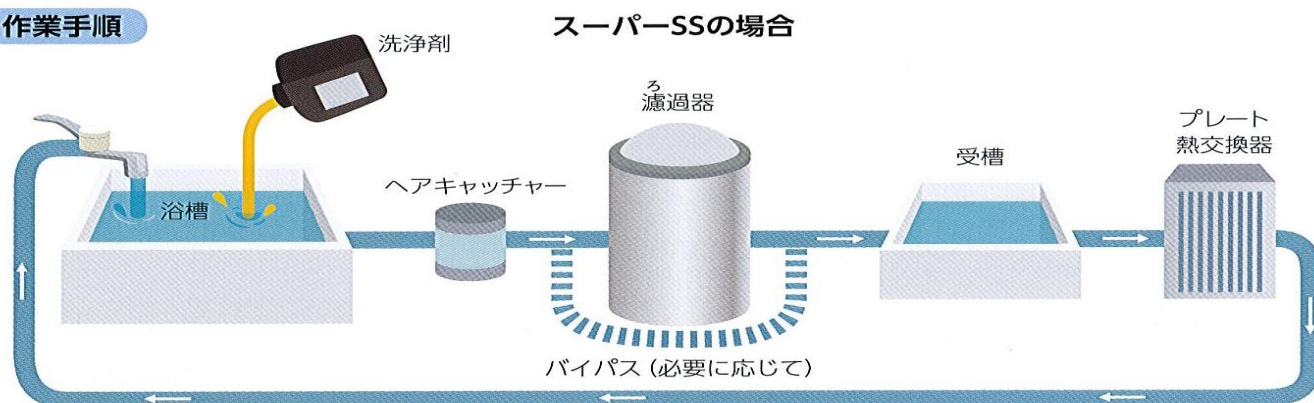 作業手順
スーパーSSの場合
洗浄剤
ろ
濾過器
プレート
熱交換器
受槽
ヘアキャッチャー
浴槽
バイパス(必要に応じて)